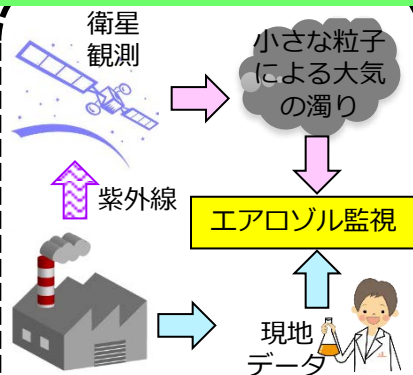 衛星
観測
小さな粒子
による大気
の濁り
紫外線
エアロゾル監視
現地
データ